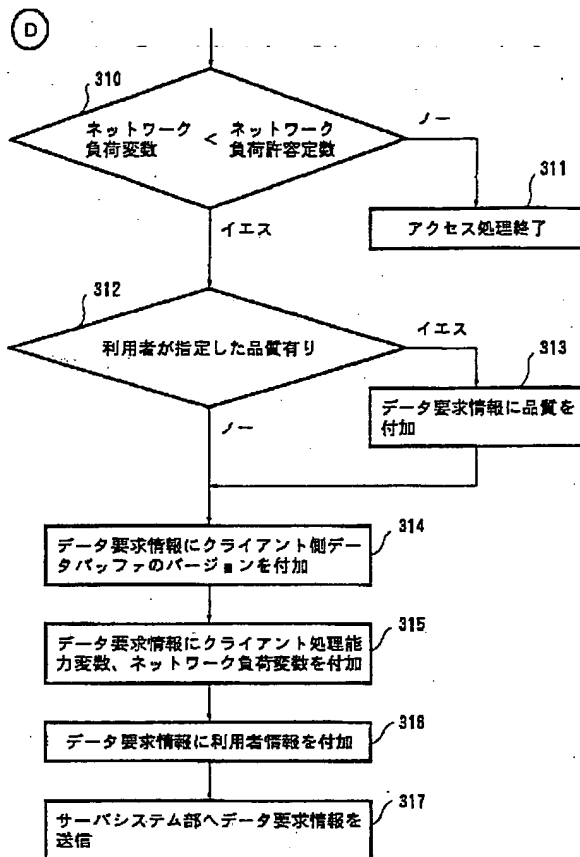 D
310
ネットワーク負荷変数 < ネットワーク負荷許容定数
ノー
311
アクセス処理終了
イエス
312
利用者が指定した品質有り
イエス
313
データ要求情報に品質を
付加
ノー
314
データ要求情報にクライアント側デー
タバッファのバージョンを付加
315
データ要求情報にクライアント処理能
力変数、ネットワーク負荷変数を付加
316
データ要求情報に利用者情報を付加
317
サーバシステム部へデータ要求情報を
送信